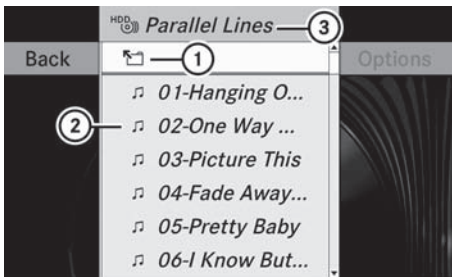 HDD Parallel Lines 3
Back 1 Options
01-Hanging O...
2 02-One Way ...
03-Picture This
04-Fade Away...
05-Pretty Baby
06-I Know But...